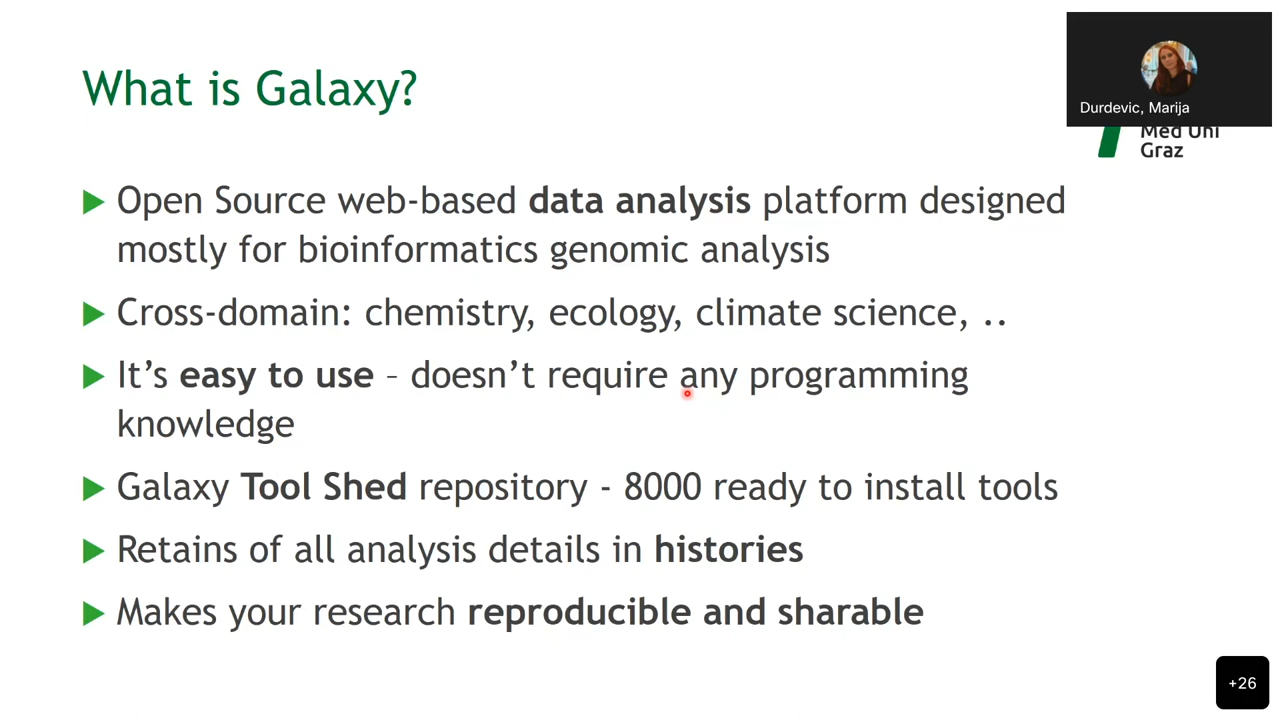 What is Galaxy?
Durdevic, Marija
Med Uni
Graz
Open Source web-based data analysis platform designed
mostly for bioinformatics genomic analysis
Cross-domain: chemistry, ecology, climate science, ..
It’s easy to use – doesn’t require any programming
knowledge
Galaxy Tool Shed repository - 8000 ready to install tools
Retains of all analysis details in histories
Makes your research reproducible and sharable
+26